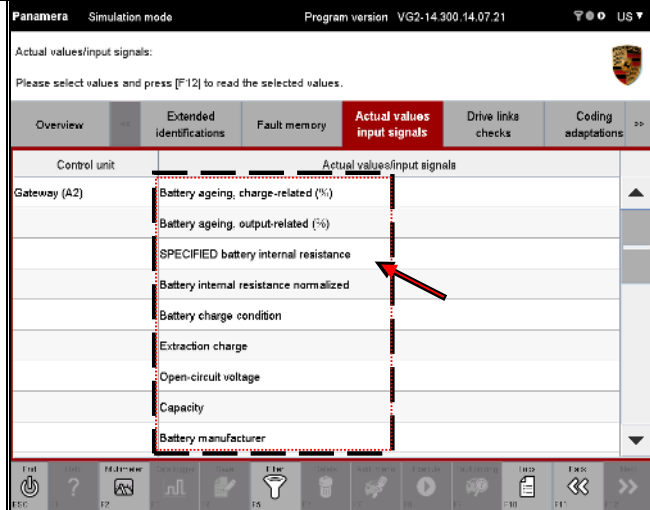 Panamera Simulation mode Program version VG2-14.300.14.07.21 US
Actual values/input signals:
Please select values and press [F12] to read the selected values.
Overview << Extended identifications Fault memory Actual values input signals Drive links checks Coding adaptations >>
Control unit Actual values/input signals
Gateway (A2) Battery ageing, charge-related (%)
Battery ageing, output-related (%)
SPECIFIED battery internal resistance
Battery internal resistance normalized
Battery charge condition
Extraction charge
Open-circuit voltage
Capacity
Battery manufacturer
Multimeter Filter Back
ESC F2 F5 F10 F11